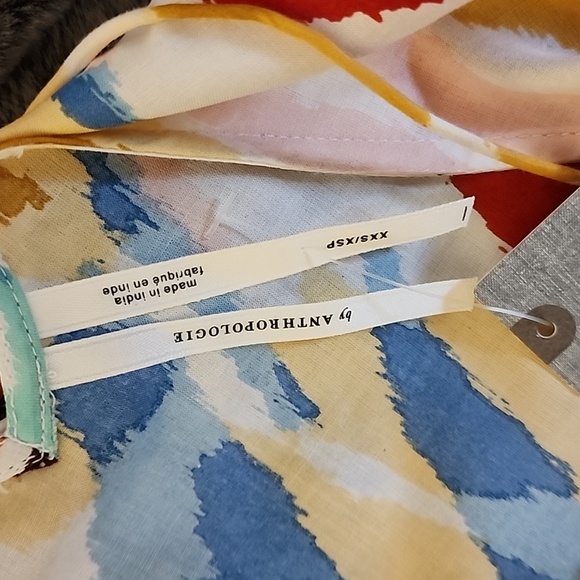 by ANTHROPOLOGIE
XXS/XSP
made in india
fabriqué en inde